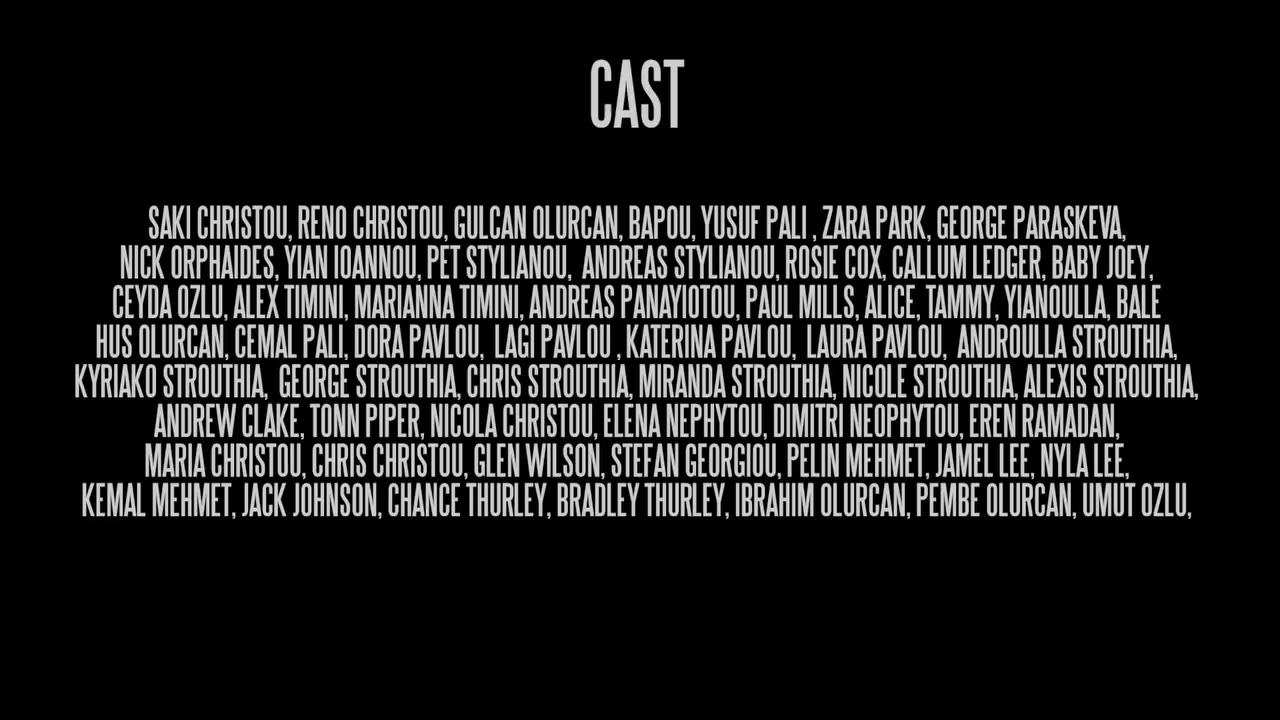 CAST
SAKI CHRISTOU, RENO CHRISTOU, GULCAN OLURCAN, BAPOU, YUSUF PALI , ZARA PARK, GEORGE PARASKEVA,
NICK ORPHAIDES, YIAN IOANNOU, PET STYLIANOU,  ANDREAS STYLIANOU, ROSIE COX, CALLUM LEDGER, BABY JOEY,
CEYDA OZLU, ALEX TIMINI, MARIANNA TIMINI, ANDREAS PANAYIOTOU, PAUL MILLS, ALICE, TAMMY, YIANOULLA, BALE
HUS OLURCAN, CEMAL PALI, DORA PAVLOU,  LAGI PAVLOU , KATERINA PAVLOU,  LAURA PAVLOU,  ANDROULLA STROUTHIA,
KYRIAKO STROUTHIA,  GEORGE STROUTHIA, CHRIS STROUTHIA, MIRANDA STROUTHIA, NICOLE STROUTHIA, ALEXIS STROUTHIA,
ANDREW CLAKE, TONN PIPER, NICOLA CHRISTOU, ELENA NEPHYTOU, DIMITRI NEOPHYTOU, EREN RAMADAN,
MARIA CHRISTOU, CHRIS CHRISTOU, GLEN WILSON, STEFAN GEORGIOU, PELIN MEHMET, JAMEL LEE, NYLA LEE,
KEMAL MEHMET, JACK JOHNSON, CHANCE THURLEY, BRADLEY THURLEY, IBRAHIM OLURCAN, PEMBE OLURCAN, UMUT OZLU,